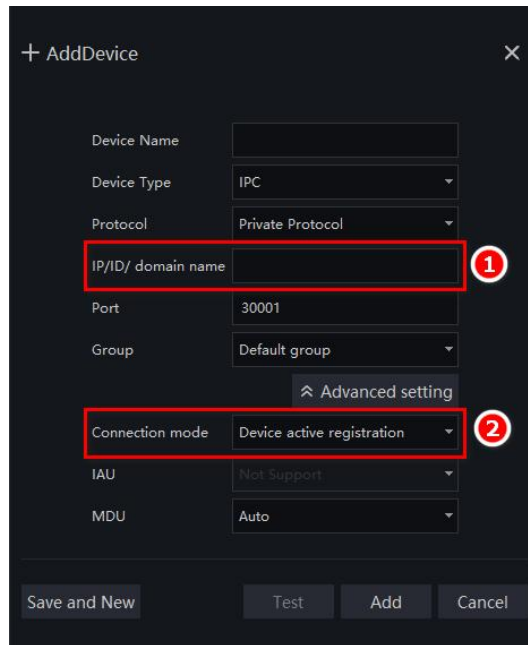 + AddDevice ×
Device Name
Device Type IPC
Protocol Private Protocol
IP/ID/ domain name 1
Port 30001
Group Default group
Advanced setting
Connection mode Device active registration 2
IAU Not Support
MDU Auto
Save and New Test Add Cancel